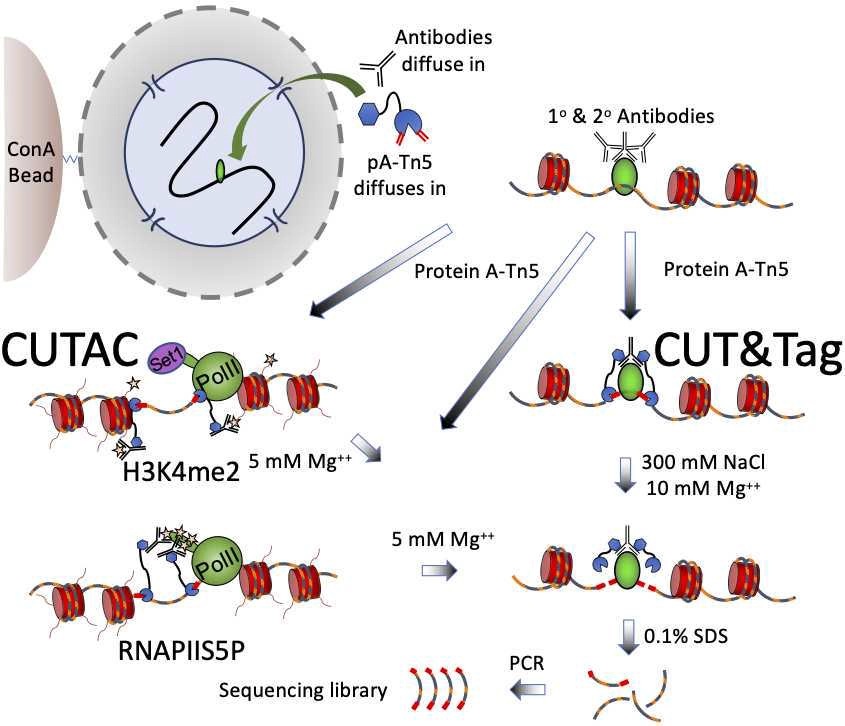 Antibodies
diffuse in
ConA
Bead
pA-Tn5
diffuses in
1º & 2º Antibodies
Protein A-Tn5
Protein A-Tn5
CUTAC
Set1
PolII
H3K4me2
5 mM Mg⁺⁺
CUT&Tag
300 mM NaCl
10 mM Mg⁺⁺
PolII
RNAPIIS5P
5 mM Mg⁺⁺
0.1% SDS
PCR
Sequencing library